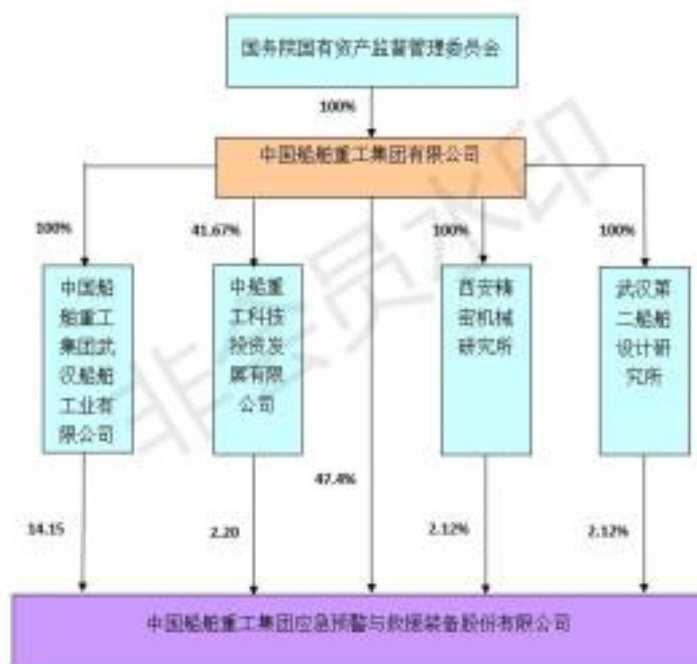 国务院国有资产监督管理委员会
100%
中国船舶重工集团有限公司
100%
41.67%
100%
100%
中国船
舶重工
集团武
汉船舶
工业有
限公司
中船重
工科技
投资发
展有限
公司
西安精
密机械
研究所
武汉第
二船舶
设计研
究所
47.4%
14.15
2.20
2.12%
2.12%
中国船舶重工集团应急预警与救援装备股份有限公司
非会员水印